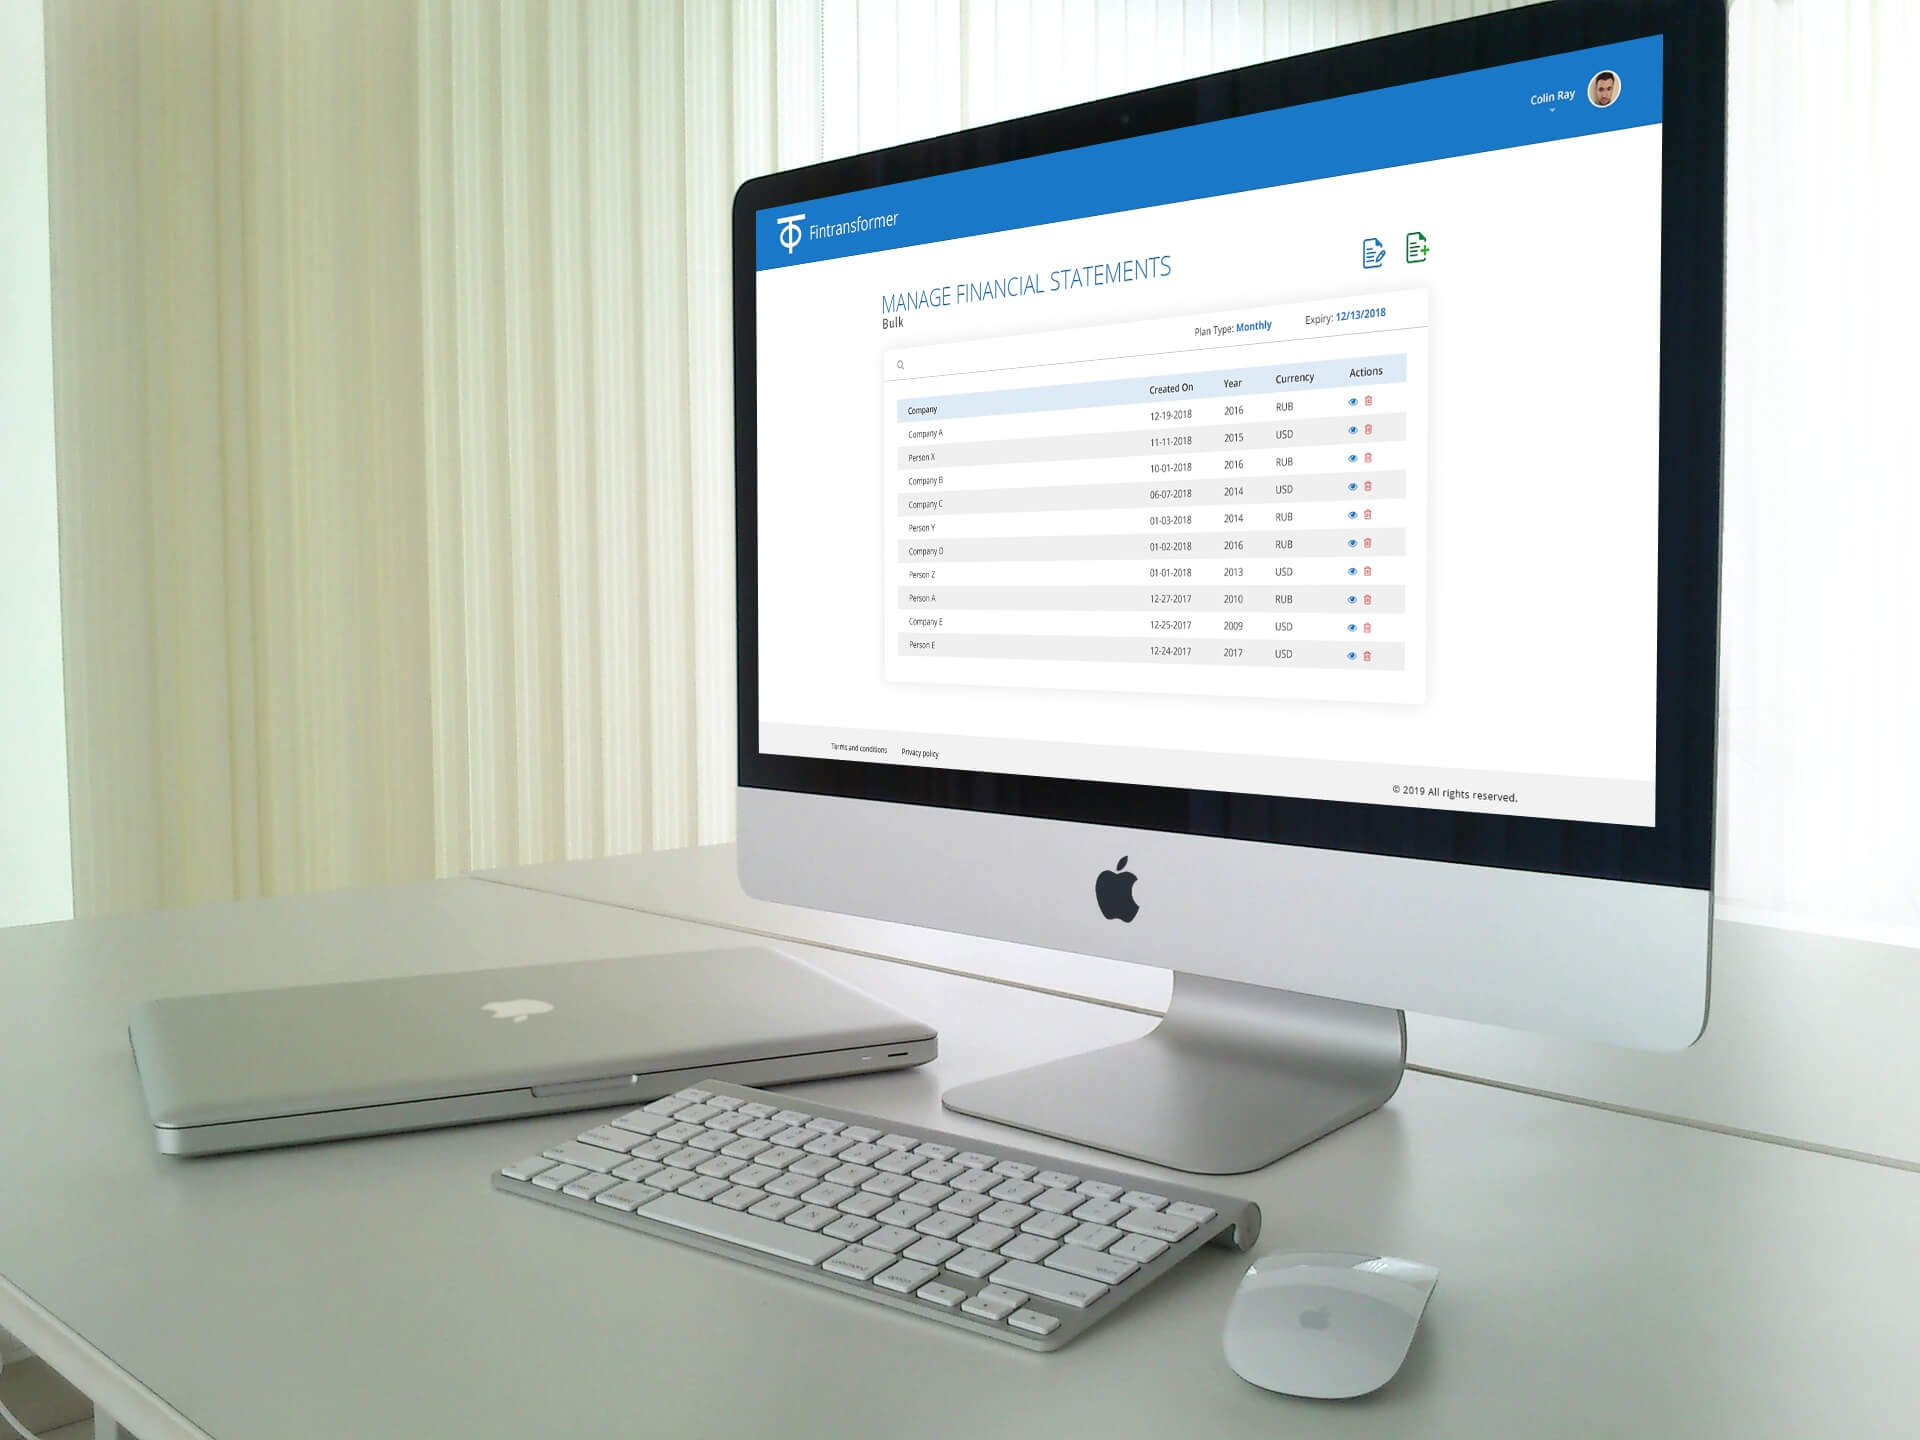 Colin Ray
Fintransformer
MANAGE FINANCIAL STATEMENTS
Bulk
Plan Type: Monthly Expiry: 12/13/2018
Company Created On Year Currency Actions
Company A 12-19-2018 2016 RUB
Person X 11-11-2018 2015 USD
Company B 10-01-2018 2016 RUB
Company C 06-07-2018 2014 USD
Person Y 01-03-2018 2014 RUB
Company D 01-02-2018 2016 RUB
Person Z 01-01-2018 2013 USD
Person A 12-27-2017 2010 RUB
Company E 12-25-2017 2009 USD
Person E 12-24-2017 2017 USD
Terms and conditions Privacy policy
© 2019 All rights reserved.